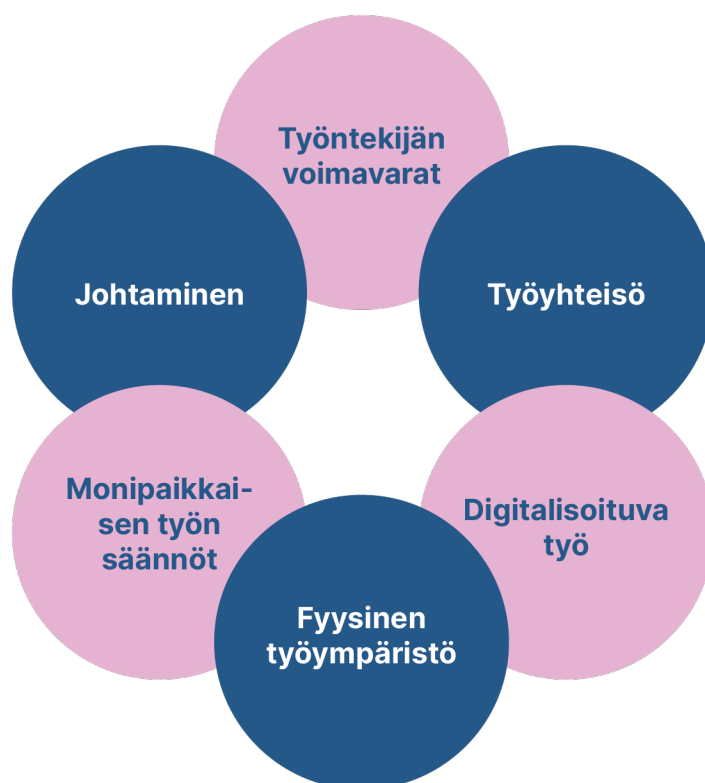 Työntekijän
voimavarat
Johtaminen
Työyhteisö
Monipaikkai-
sen työn
säännöt
Digitalisoituva
työ
Fyysinen
työympäristö